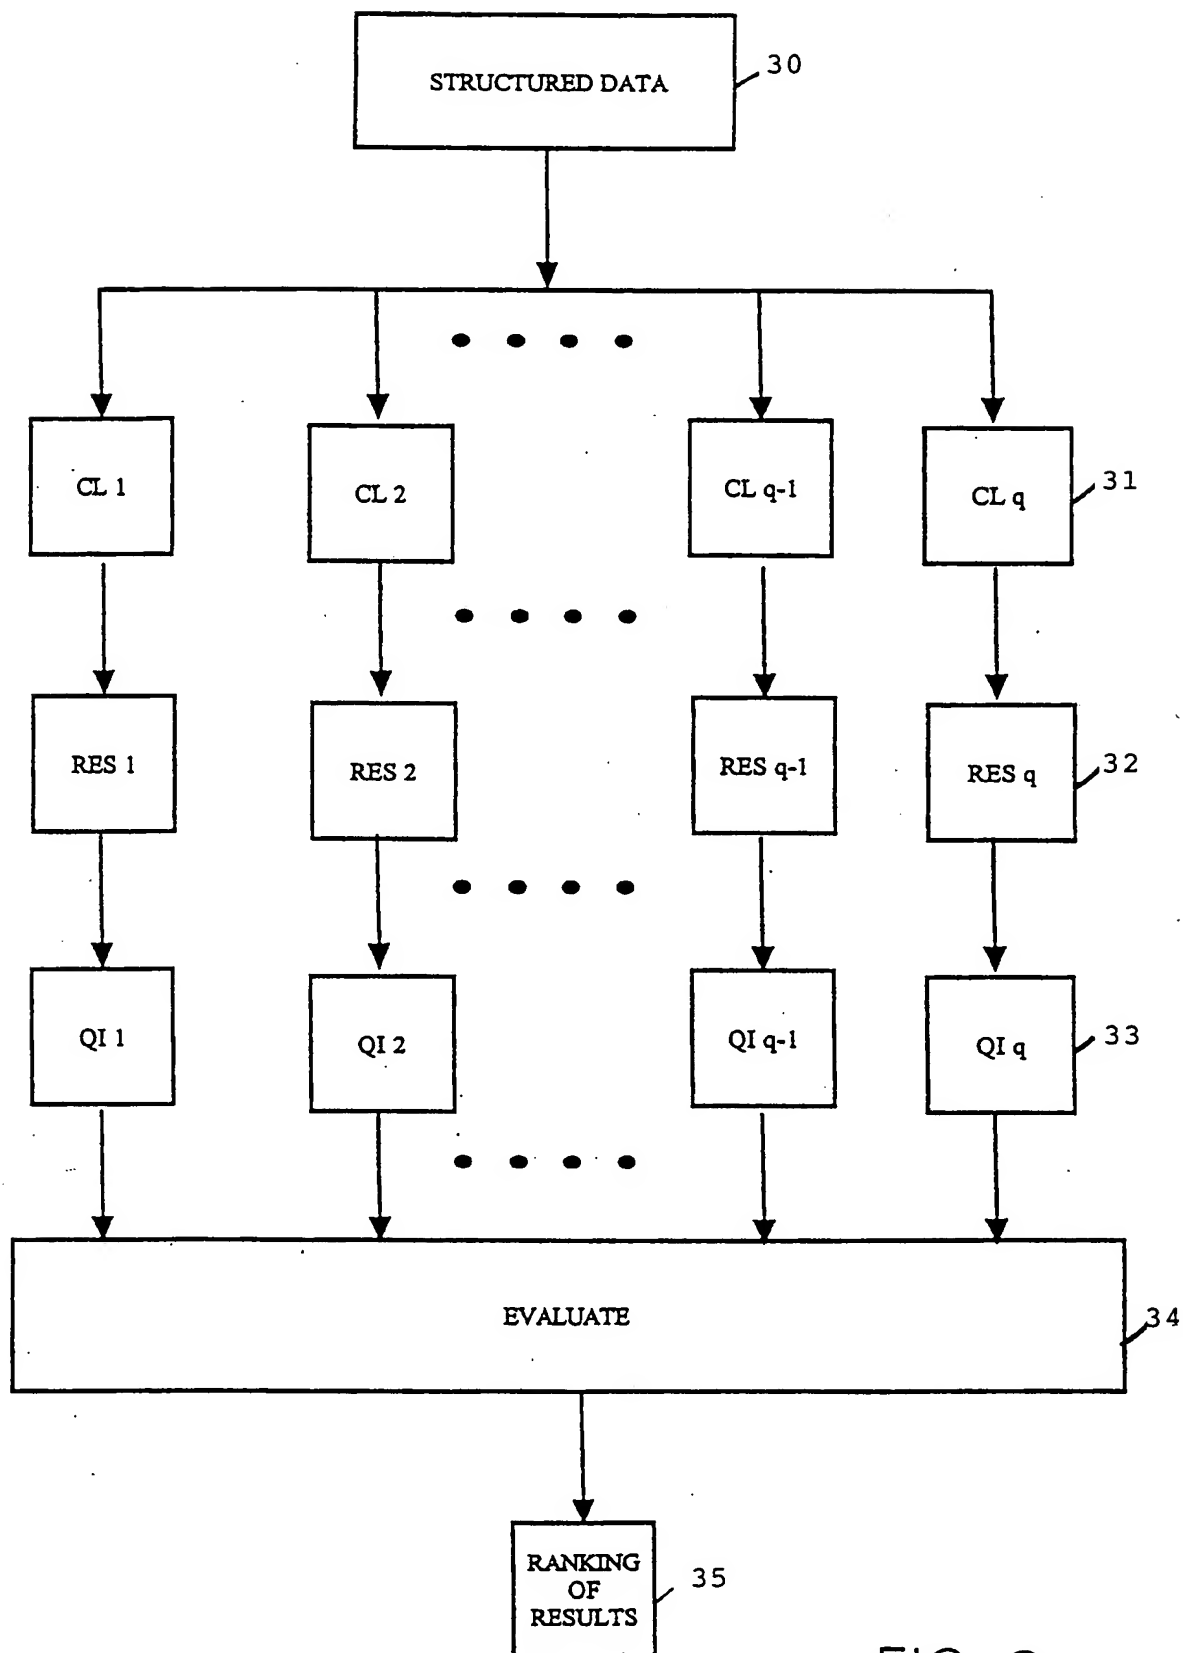 STRUCTURED DATA
30
CL 1
CL 2
CL q-1
CL q
31
RES 1
RES 2
RES q-1
RES q
32
QI 1
QI 2
QI q-1
QI q
33
EVALUATE
34
RANKING
OF
RESULTS
35